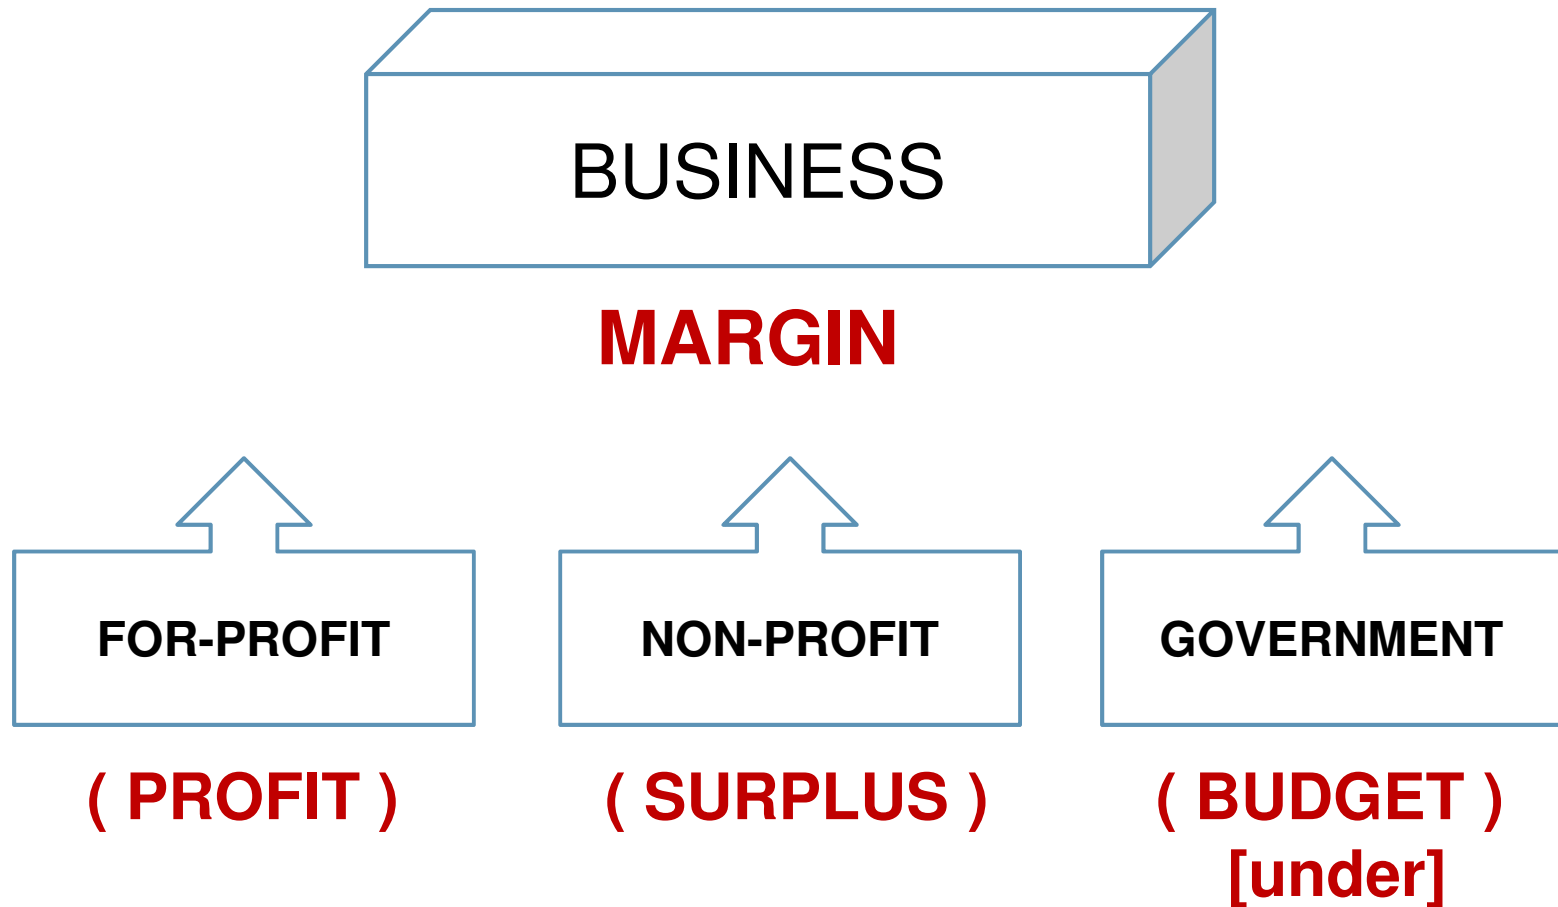 BUSINESS
MARGIN
FOR-PROFIT
NON-PROFIT
GOVERNMENT
( PROFIT )
( SURPLUS )
( BUDGET )
[under]